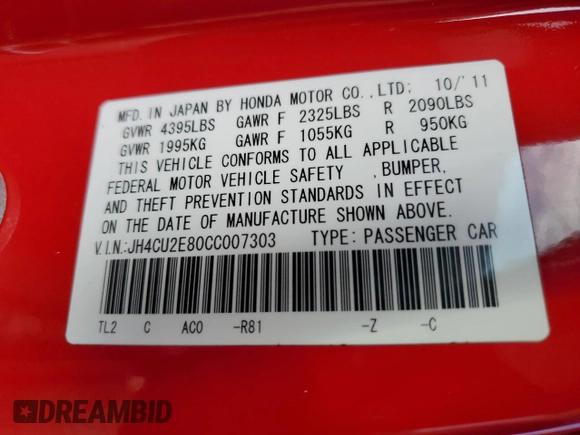 MFD.IN JAPAN BY HONDA MOTOR CO.,LTD: 10/'11
GVWR 4395LBS GAWR F 2325LBS R 2090LBS
GVWR 1995KG GAWR F 1055KG R 950KG
THIS VEHICLE CONFORMS TO ALL APPLICABLE
FEDERAL MOTOR VEHICLE SAFETY ,BUMPER,
AND THEFT PREVENTION STANDARDS IN EFFECT
ON THE DATE OF MANUFACTURE SHOWN ABOVE.
V.I.N:JH4CU2E80CC007303 TYPE:PASSENGER CAR
TL2 C AC0 -R81 -Z -C
DREAMBID